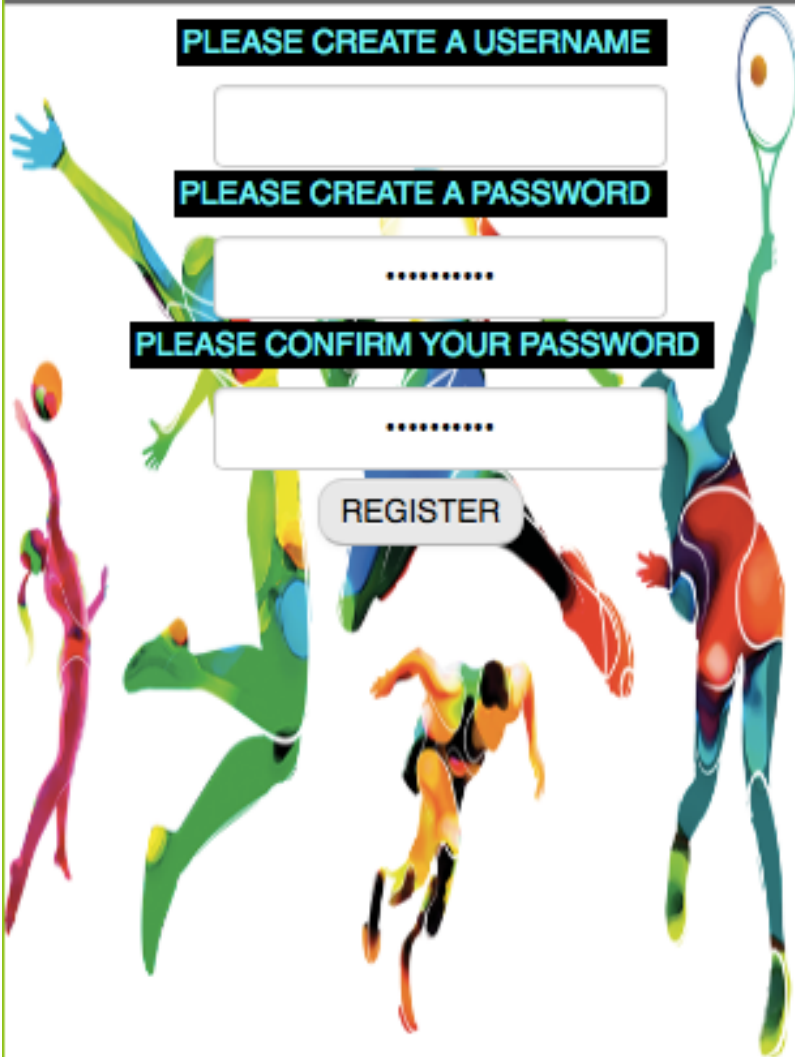 PLEASE CREATE A USERNAME
PLEASE CREATE A PASSWORD
••••••••••
PLEASE CONFIRM YOUR PASSWORD
••••••••••
REGISTER